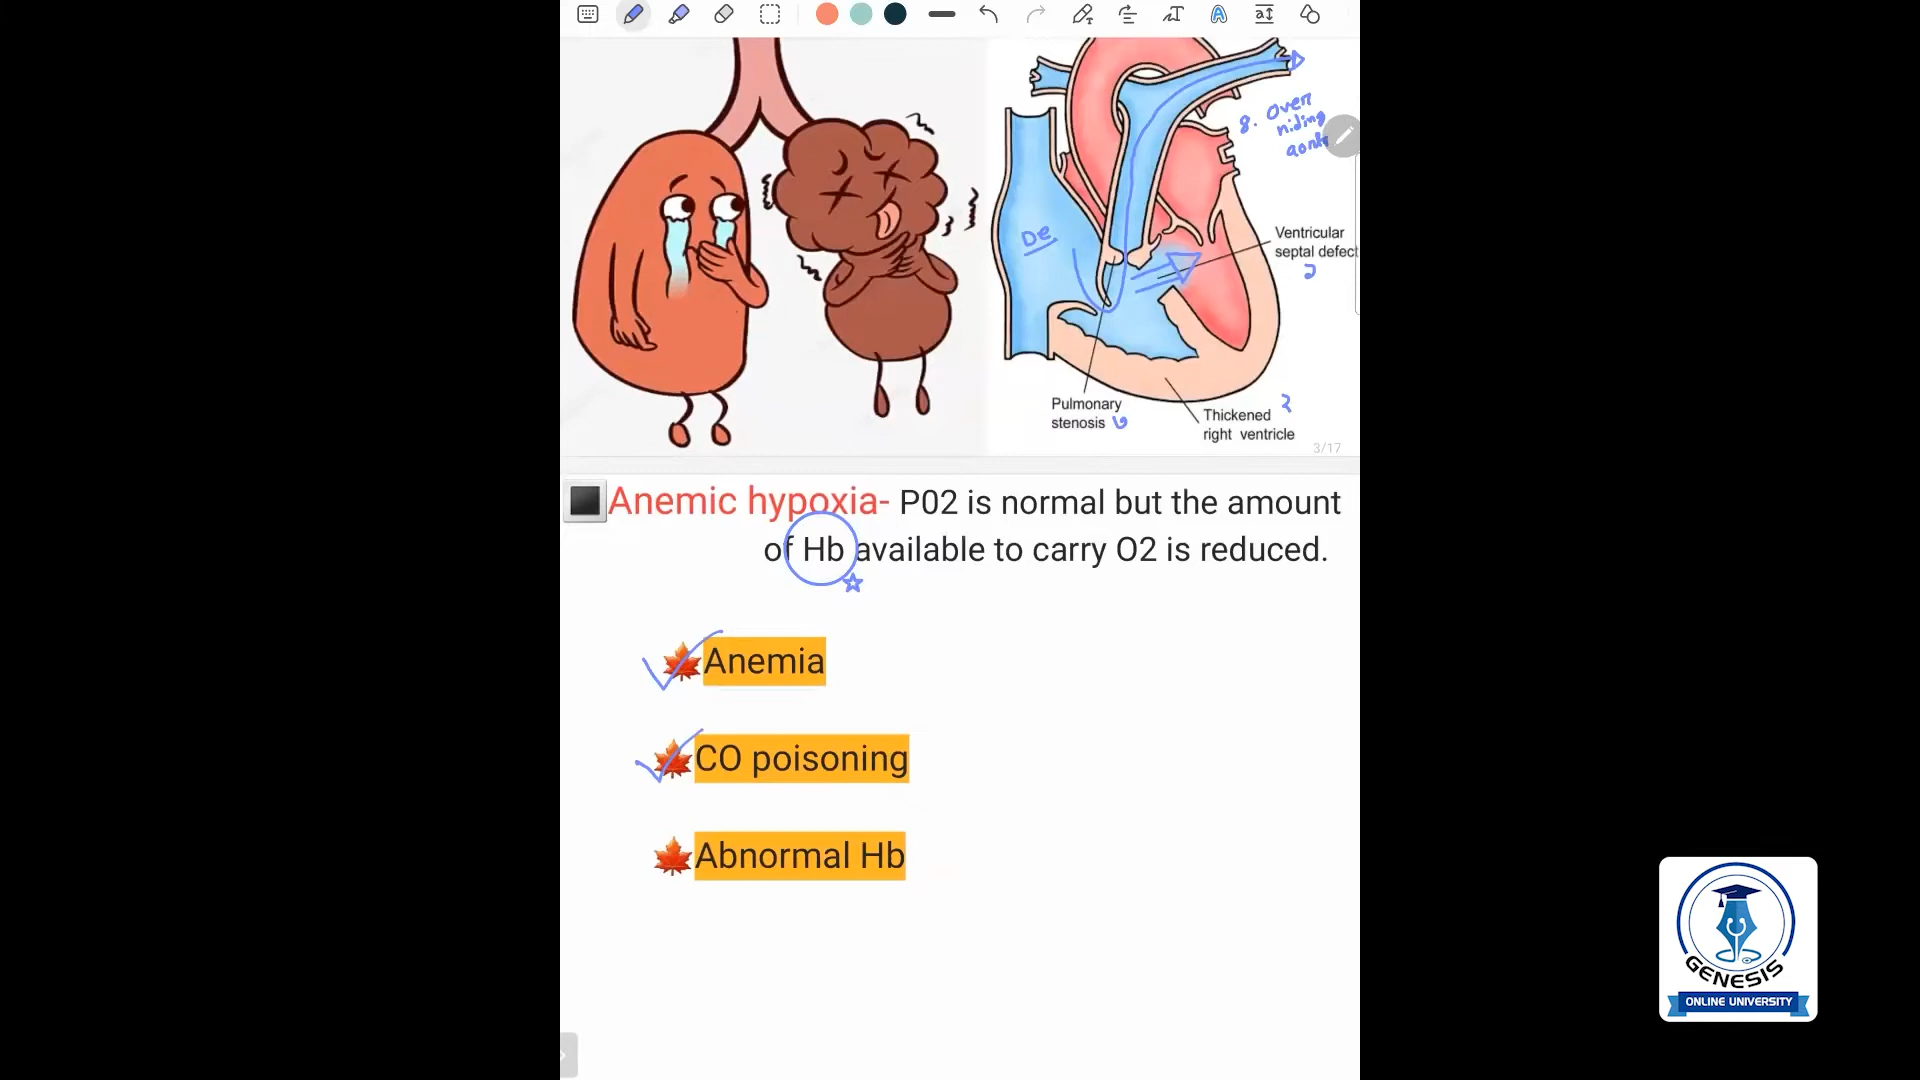 8. Over
riding
aorta
De
Ventricular
septal defect
Pulmonary
stenosis
Thickened
right ventricle
3/17
Anemic hypoxia- P02 is normal but the amount
of Hb available to carry O2 is reduced.
Anemia
CO poisoning
Abnormal Hb
GENESIS
ONLINE UNIVERSITY